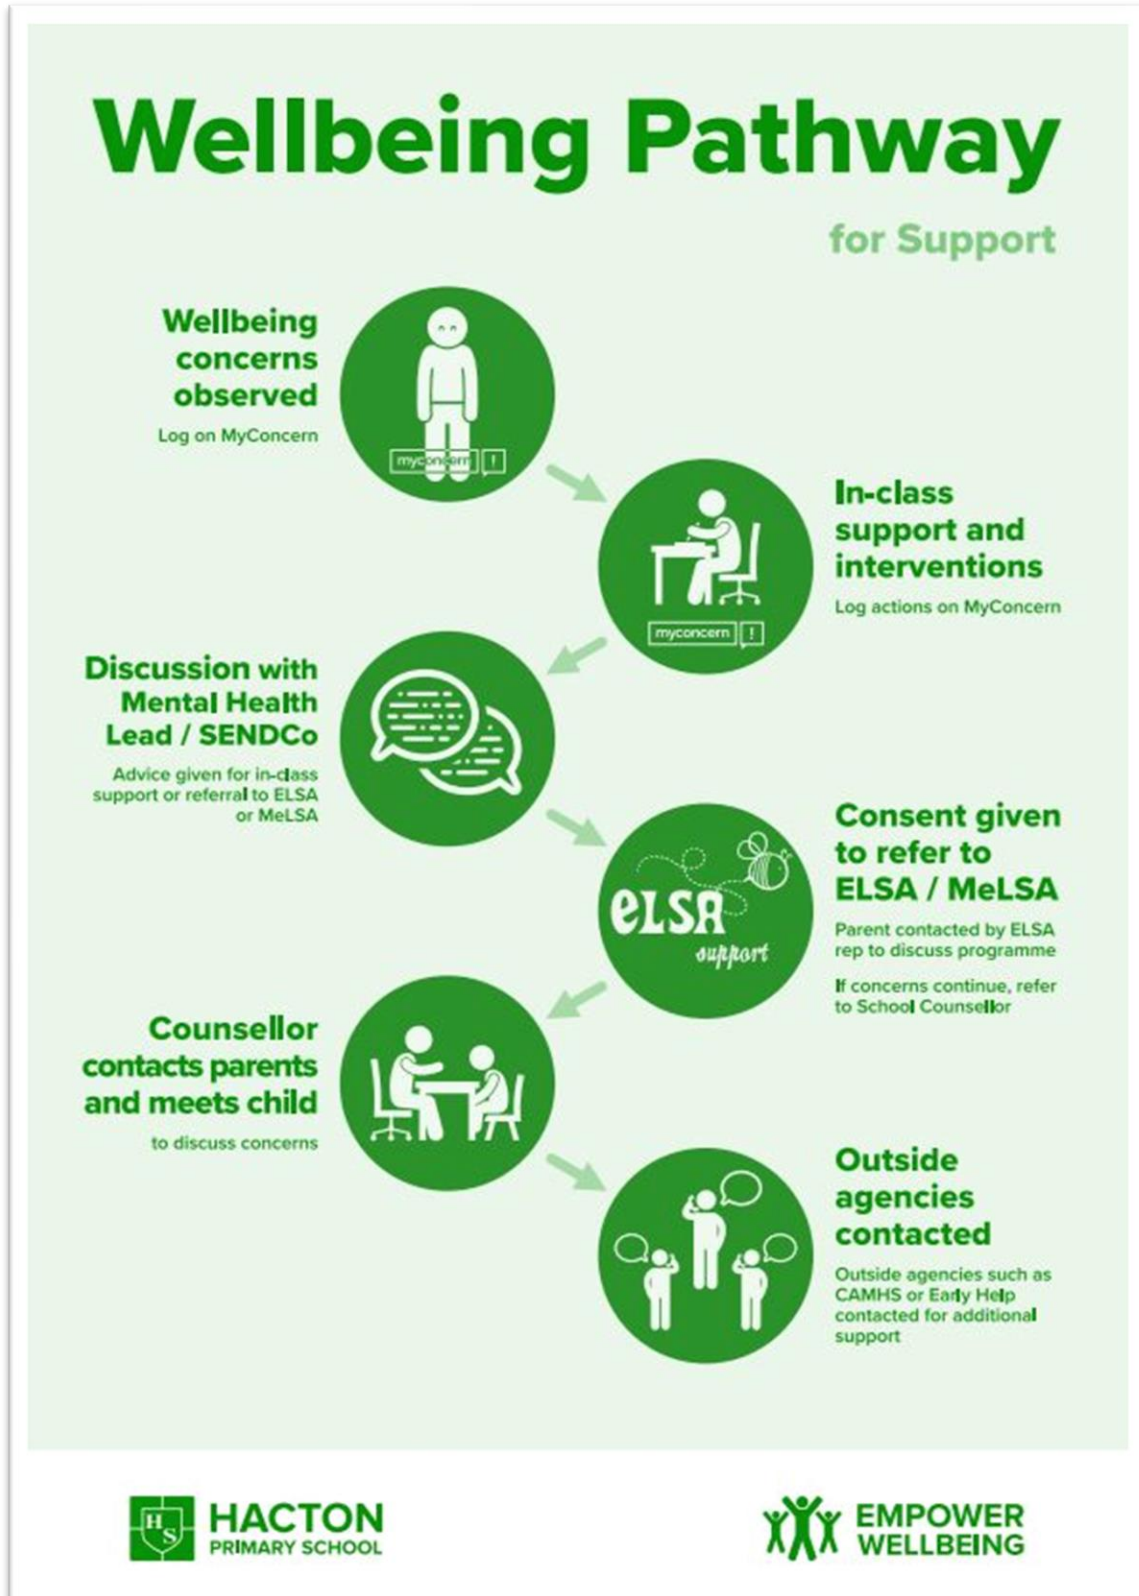 Wellbeing Pathway
for Support
Wellbeing
concerns
observed
Log on MyConcern
myconcern !
In-class
support and
interventions
Log actions on MyConcern
myconcern !
Discussion with
Mental Health
Lead / SENDCo
Advice given for in-class
support or referral to ELSA
or MeLSA
Consent given
to refer to
ELSA / MeLSA
Parent contacted by ELSA
rep to discuss programme
If concerns continue, refer
to School Counsellor
eLSA
support
Counsellor
contacts parents
and meets child
to discuss concerns
Outside
agencies
contacted
Outside agencies such as
CAMHS or Early Help
contacted for additional
support
HS
HACTON
PRIMARY SCHOOL
EMPOWER
WELLBEING